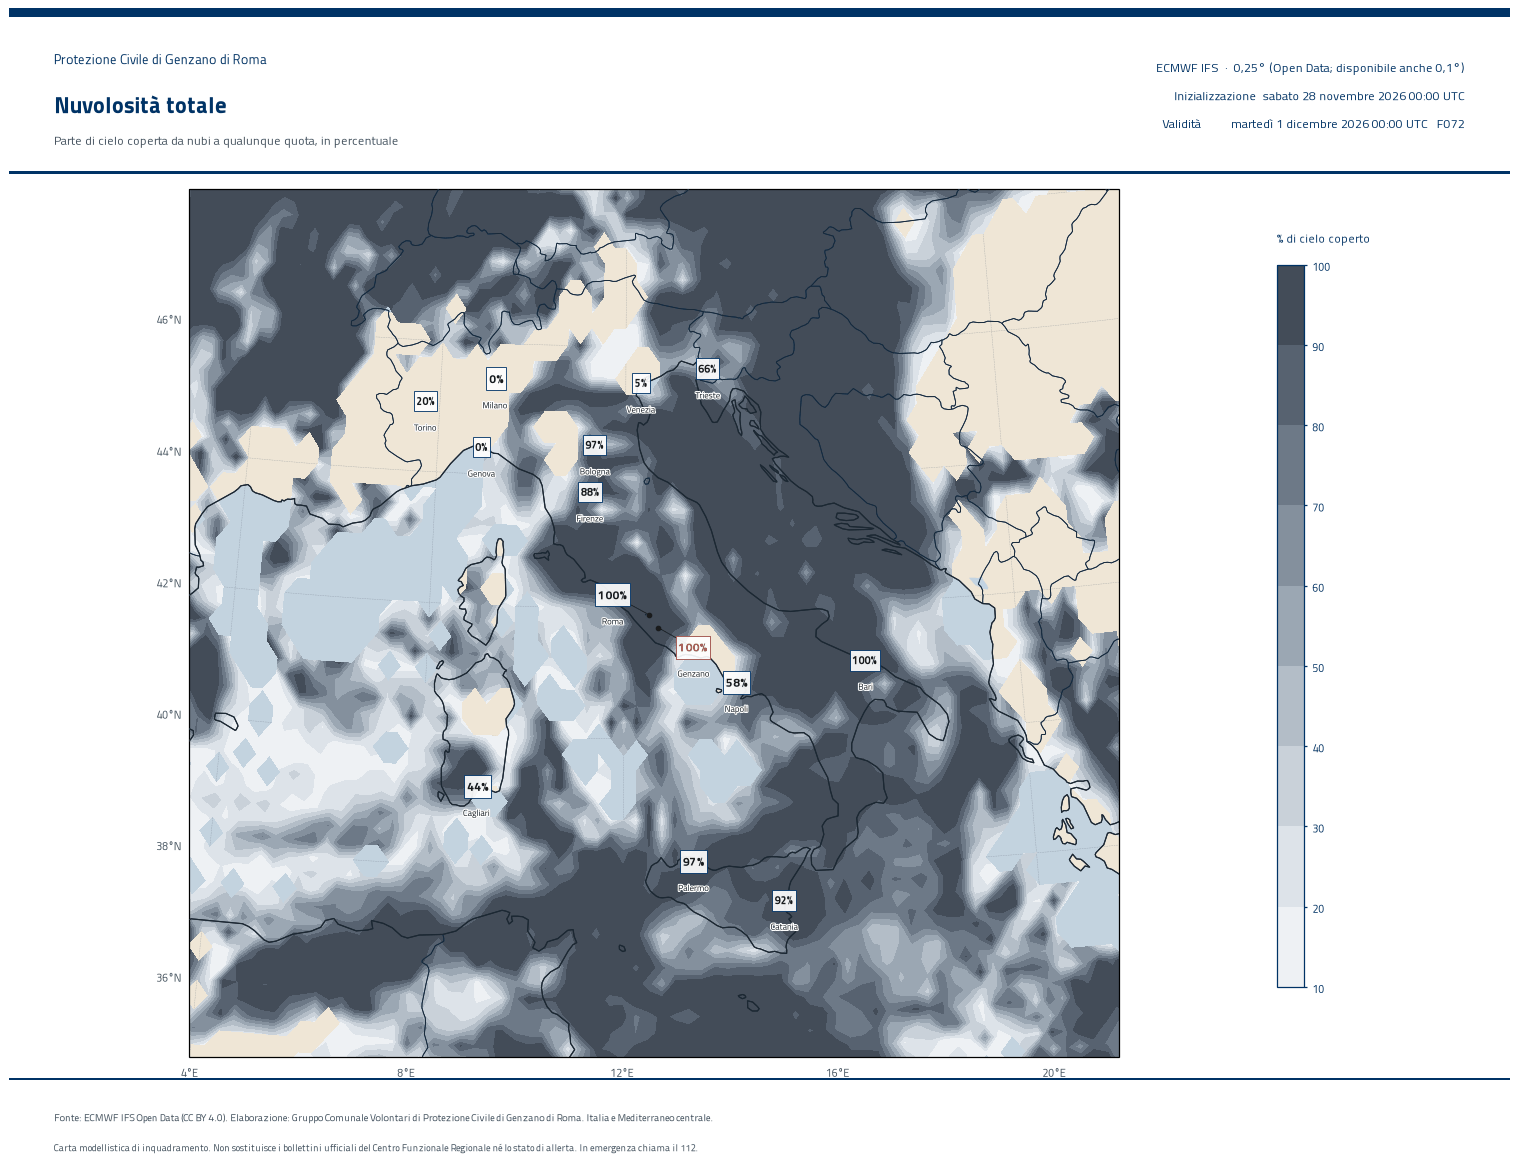 Protezione Civile di Genzano di Roma
Nuvolosità totale
Parte di cielo coperta da nubi a qualunque quota, in percentuale
ECMWF IFS · 0,25° (Open Data; disponibile anche 0,1°)
Inizializzazione sabato 28 novembre 2026 00:00 UTC
Validità martedì 1 dicembre 2026 00:00 UTC F072
% di cielo coperto
100
90
80
70
60
50
40
30
20
10
46°N
44°N
42°N
40°N
38°N
36°N
4°E
8°E
12°E
16°E
20°E
66%
Trieste
0%
Milano
5%
Venezia
20%
Torino
0%
Genova
97%
Bologna
88%
Firenze
100%
Roma
100%
Genzano
58%
Napoli
100%
Bari
44%
Cagliari
97%
Palermo
92%
Catania
Fonte: ECMWF IFS Open Data (CC BY 4.0). Elaborazione: Gruppo Comunale Volontari di Protezione Civile di Genzano di Roma. Italia e Mediterraneo centrale.
Carta modellistica di inquadramento. Non sostituisce i bollettini ufficiali del Centro Funzionale Regionale né lo stato di allerta. In emergenza chiama il 112.